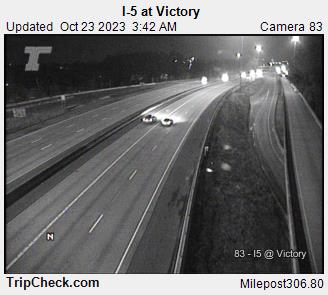 I-5 at Victory
Updated Oct 23 2023 3:42 AM Camera 83
T
N
83 - I5 @ Victory
TripCheck.com Milepost306.80